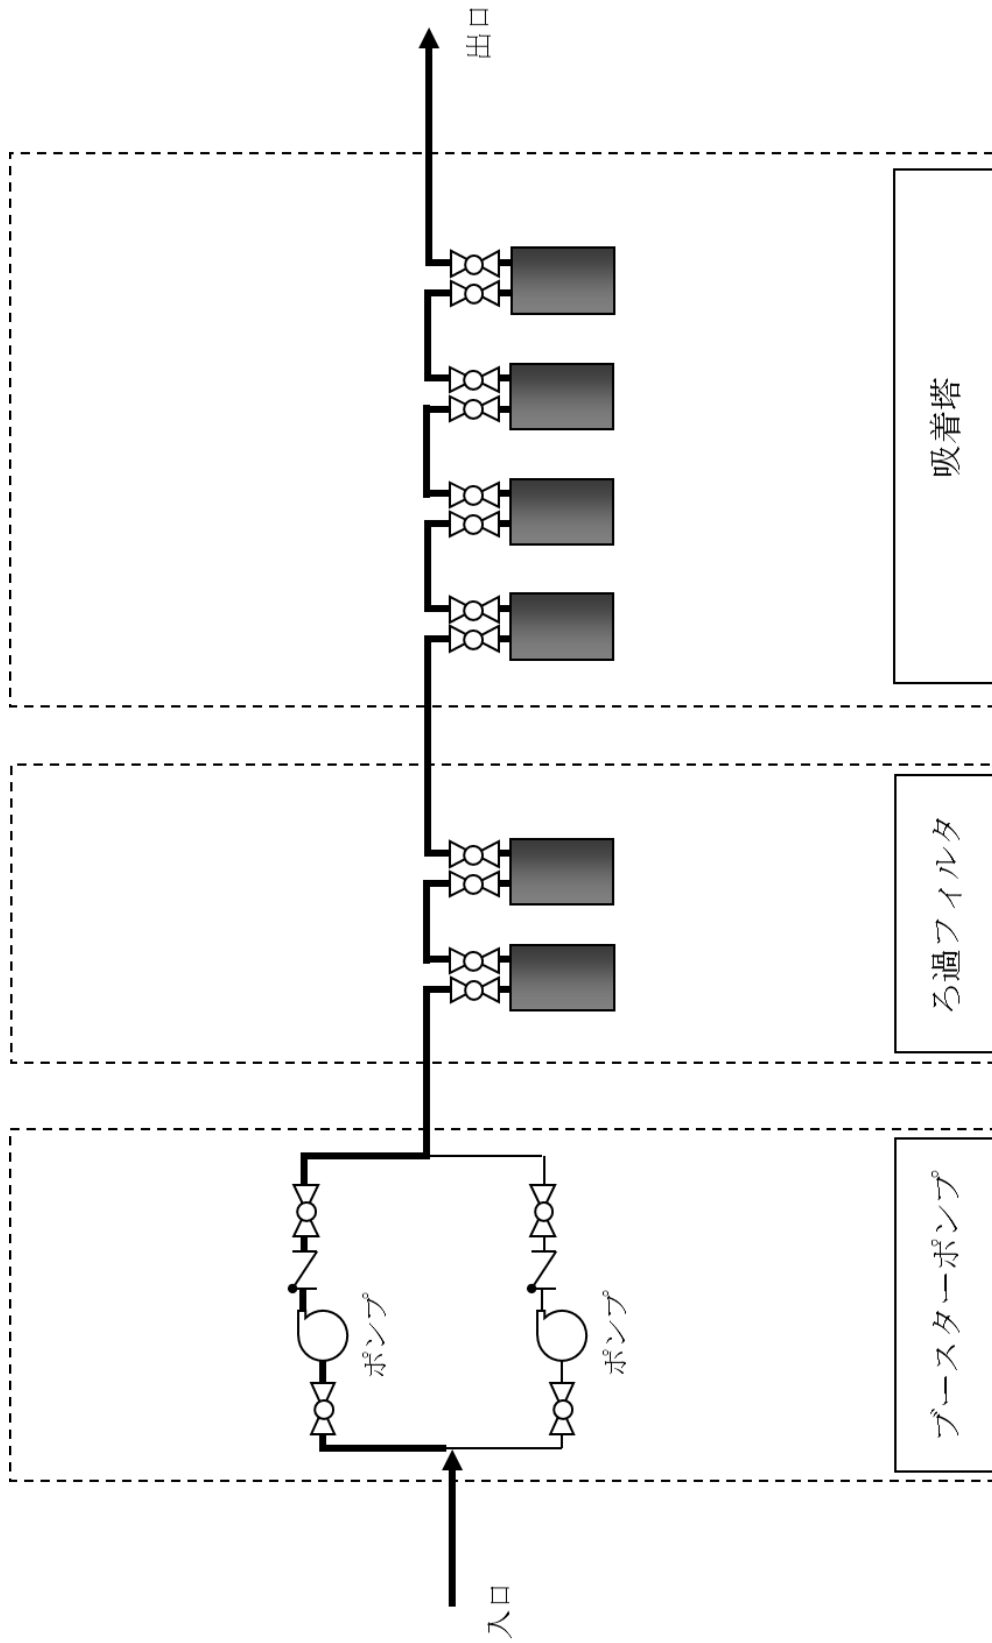 入口
ポンプ
ポンプ
ブースターポンプ
ろ過フィルタ
吸着塔
出口